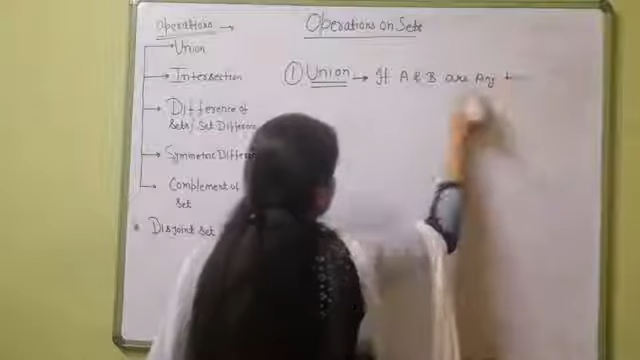 Operations on Sets
Operations →
Union
Intersection
Difference of
Sets/Set Difference
Symmetric Differen
Complement of
Set
* Disjoint Set
① Union → If A & B are Any t